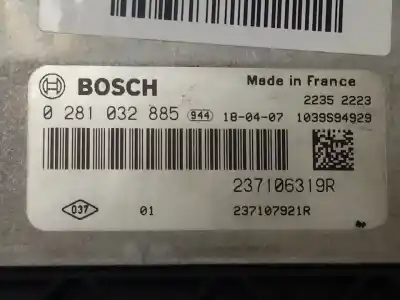 BOSCH
Made in France
2235 2223
0 281 032 885 944 18-04-07 1039S94929
237106319R
037 01 237107921R